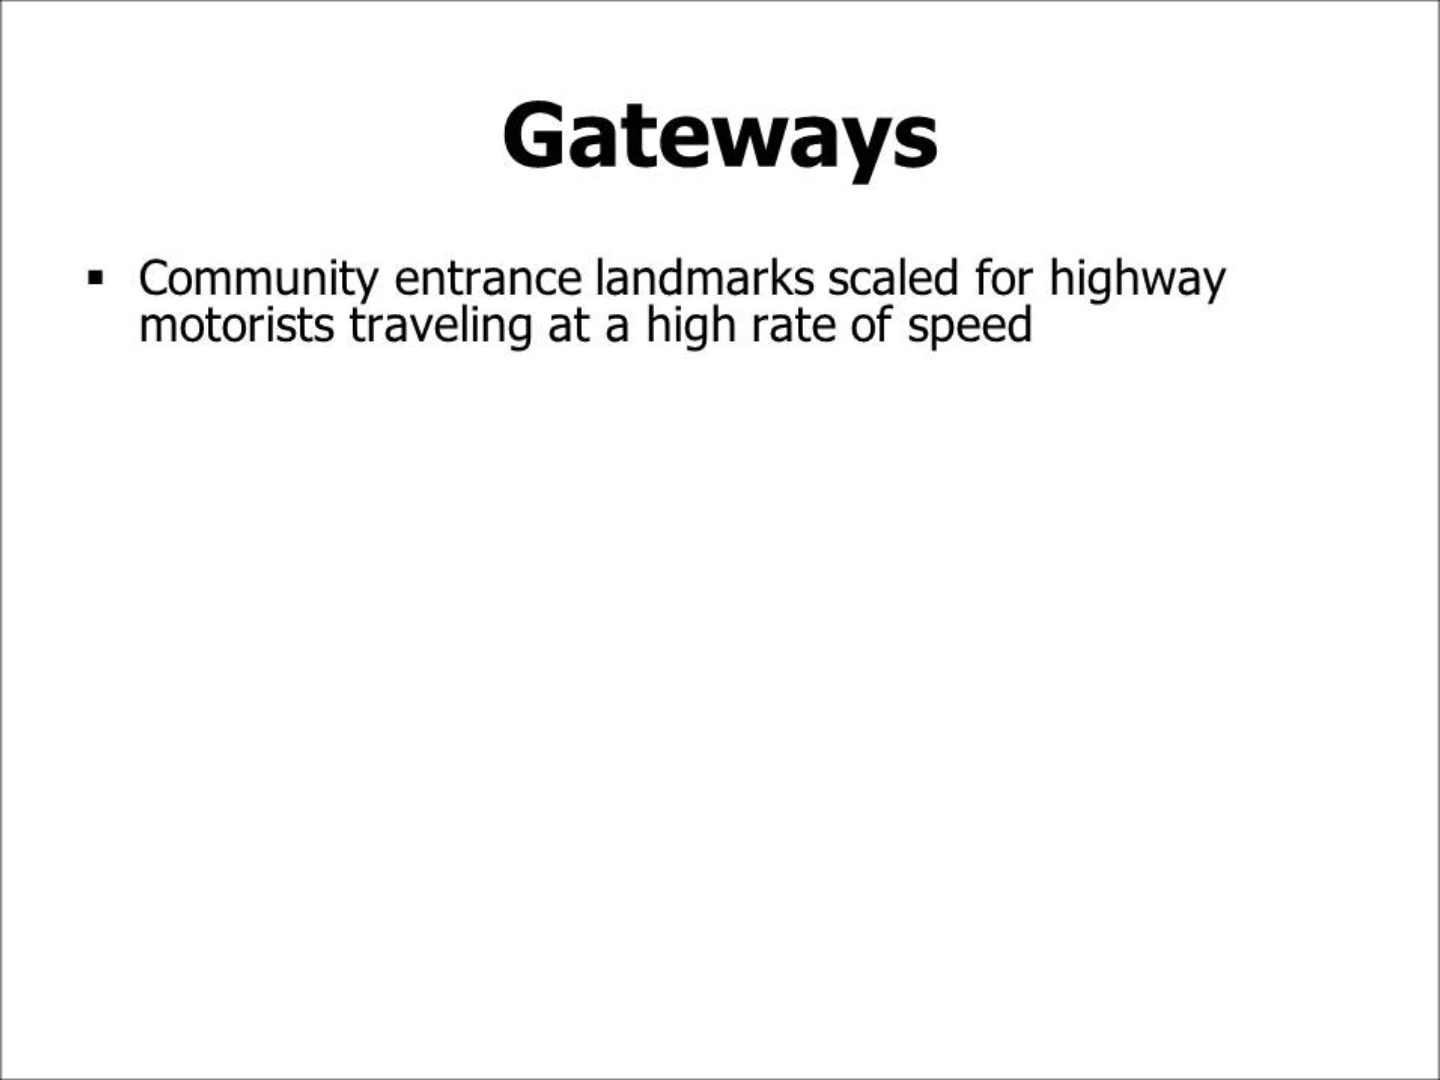 Gateways
▪ Community entrance landmarks scaled for highway
motorists traveling at a high rate of speed